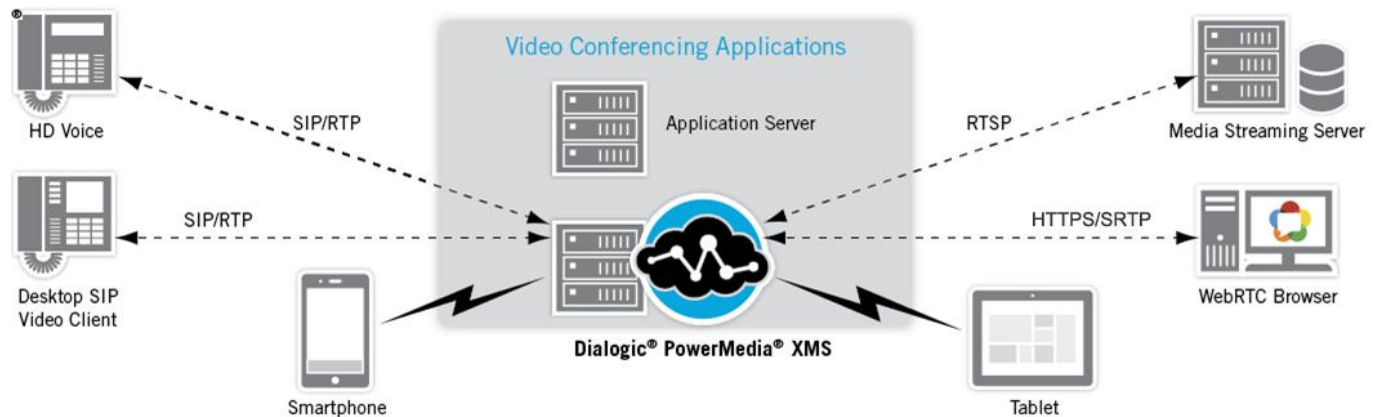 ®
Video Conferencing Applications
HD Voice
SIP/RTP
Application Server
RTSP
Media Streaming Server
SIP/RTP
HTTPS/SRTP
Desktop SIP
Video Client
WebRTC Browser
Dialogic® PowerMedia® XMS
Smartphone
Tablet